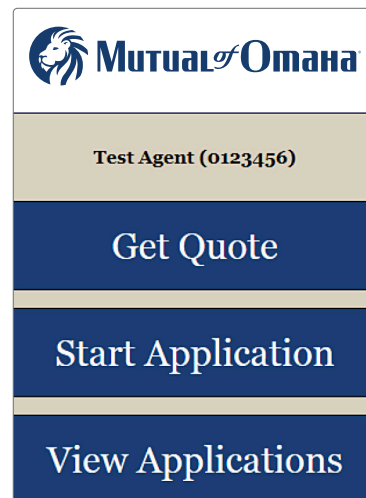 Mutual of Omaha
Test Agent (0123456)
Get Quote
Start Application
View Applications